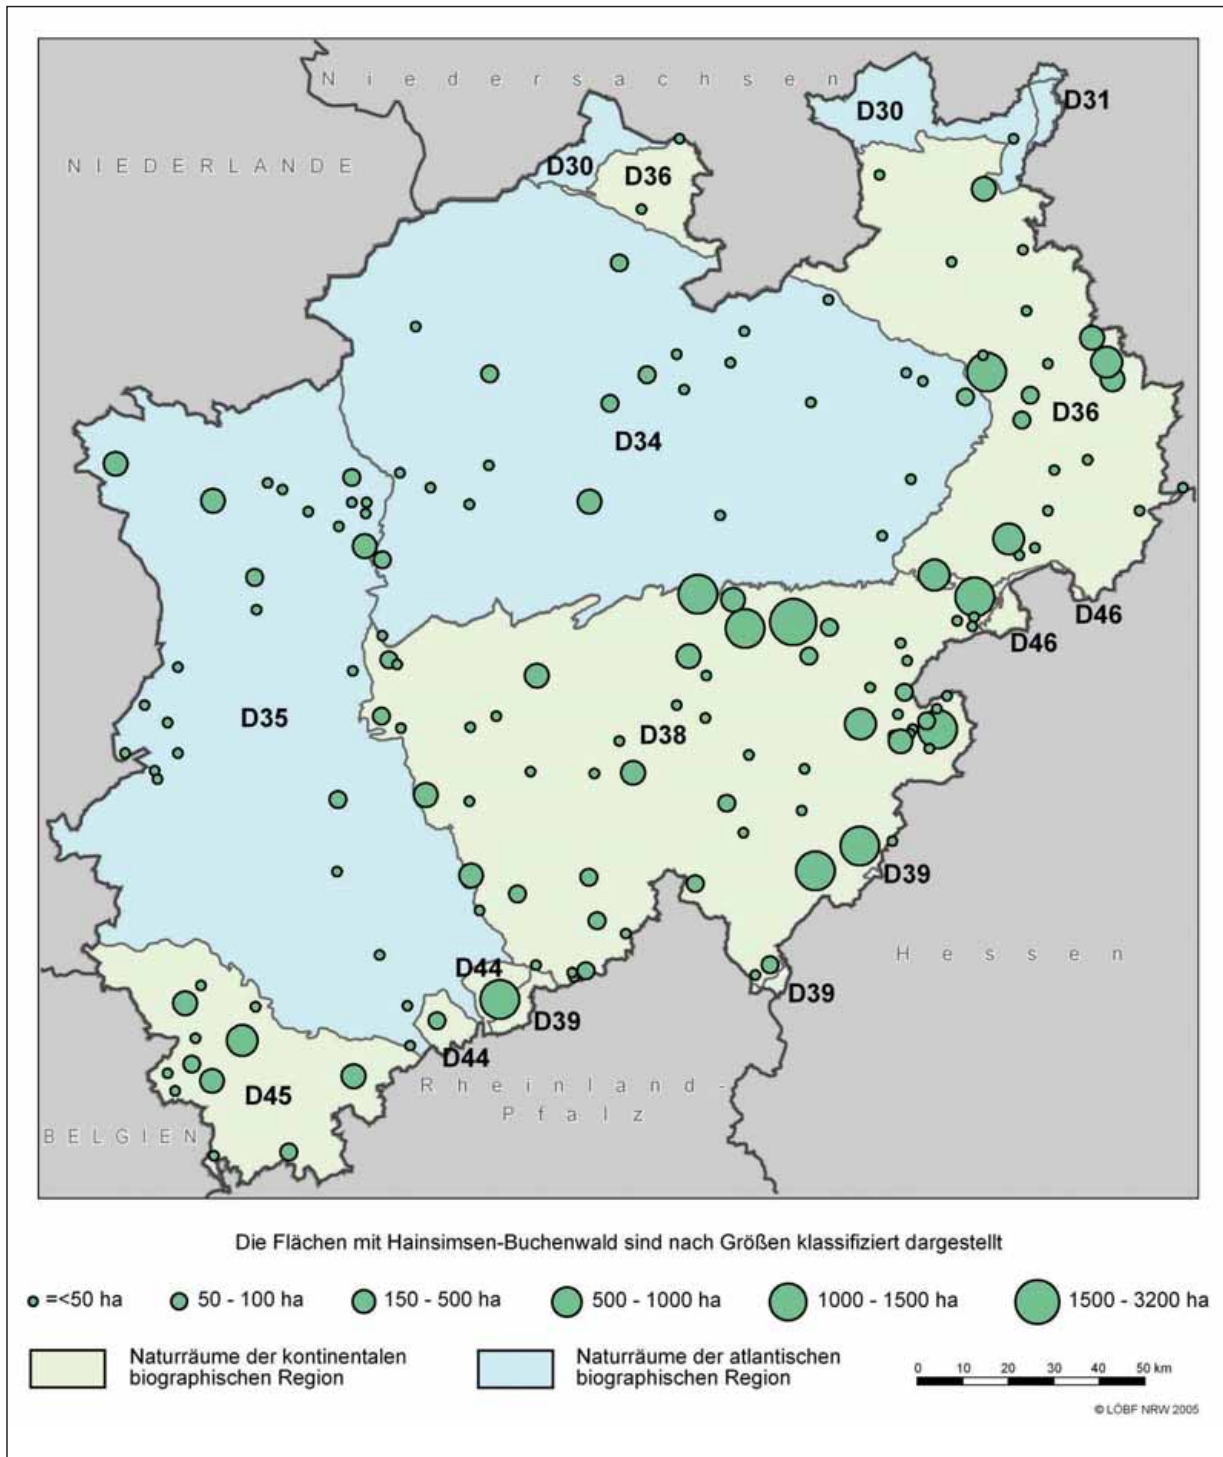 Niedersachsen
D30
D31
NIEDERLANDE
D30
D36
D36
D34
D46
D46
D35
D38
D39
Hessen
D44
D39
D39
D44
D45
Rheinland-
Pfalz
BELGIEN
Die Flächen mit Hainsimsen-Buchenwald sind nach Größen klassifiziert dargestellt
=<50 ha
50 - 100 ha
150 - 500 ha
500 - 1000 ha
1000 - 1500 ha
1500 - 3200 ha
Naturräume der kontinentalen
biographischen Region
Naturräume der atlantischen
biographischen Region
0 10 20 30 40 50 km
© LÖBF NRW 2005